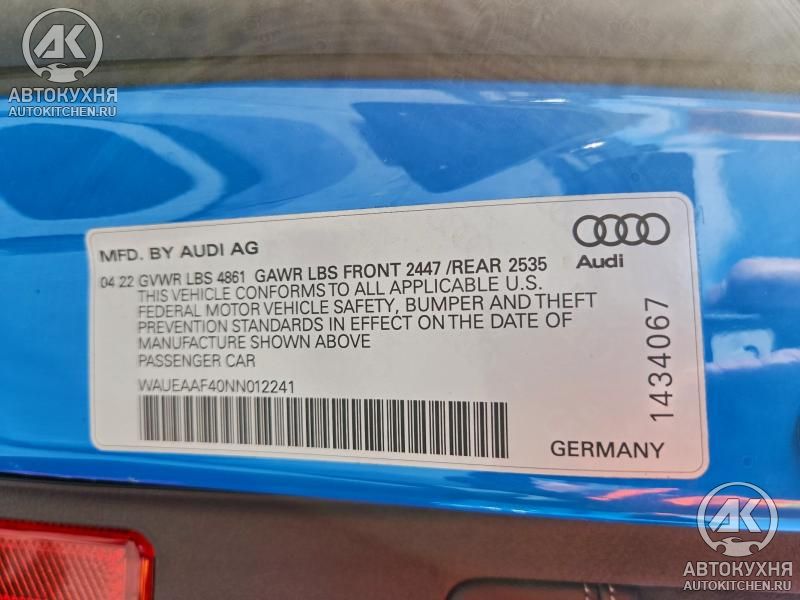 АК
АВТОКУХНЯ
AUTOKITCHEN.RU
MFD. BY AUDI AG
Audi
04 22 GVWR LBS 4861 GAWR LBS FRONT 2447 /REAR 2535
THIS VEHICLE CONFORMS TO ALL APPLICABLE U.S.
FEDERAL MOTOR VEHICLE SAFETY, BUMPER AND THEFT
PREVENTION STANDARDS IN EFFECT ON THE DATE OF
MANUFACTURE SHOWN ABOVE
PASSENGER CAR
WAUEAAF40NN012241
1434067
GERMANY
АК
АВТОКУХНЯ
AUTOKITCHEN.RU